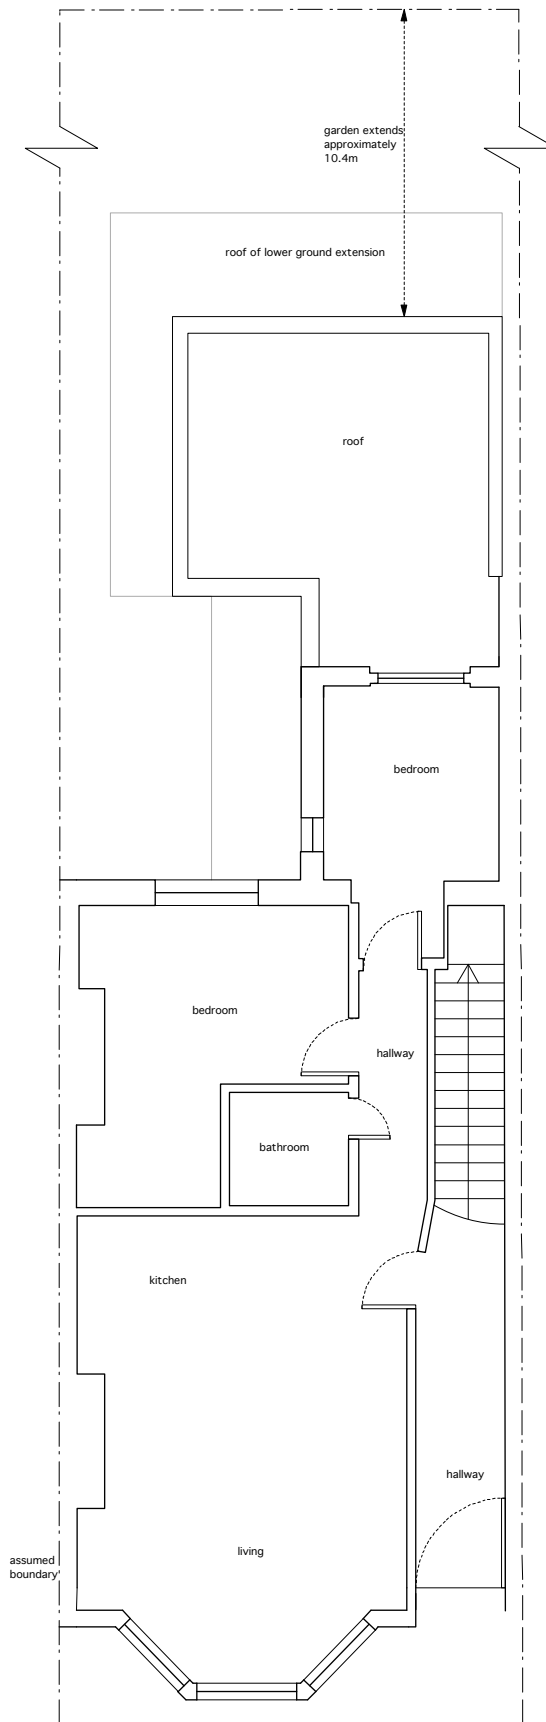 garden extends
approximately
10.4m
roof of lower ground extension
roof
bedroom
bedroom
hallway
bathroom
kitchen
hallway
living
assumed
boundary